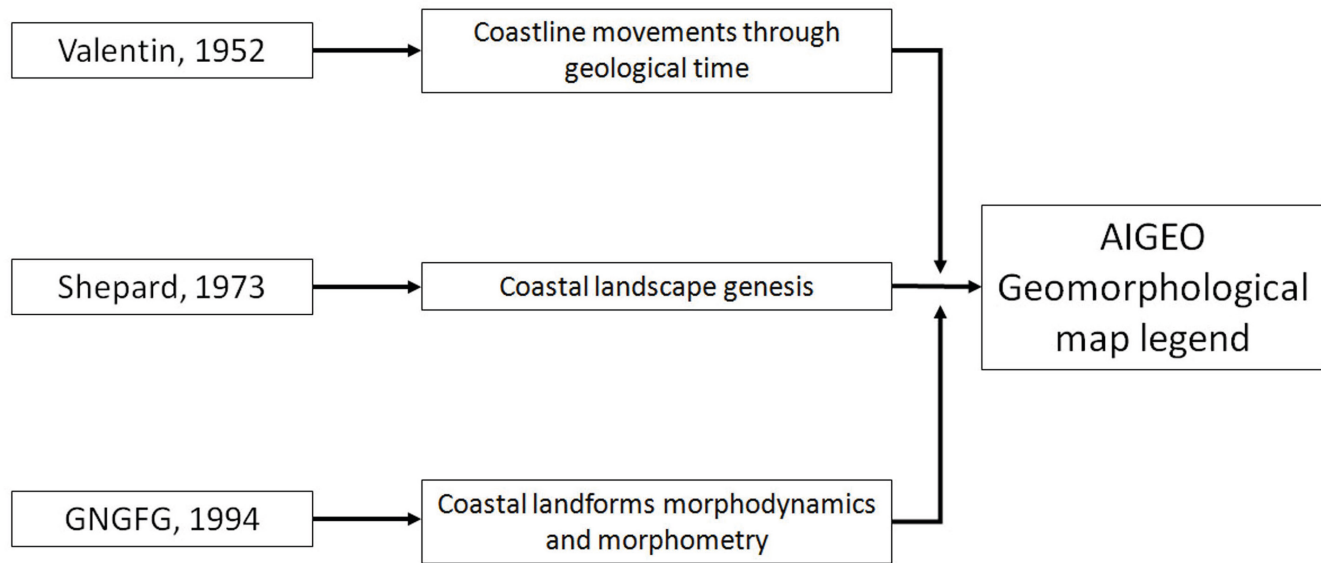 Valentin, 1952
Coastline movements through
geological time
Shepard, 1973
Coastal landscape genesis
AIGEO
Geomorphological
map legend
GNGFG, 1994
Coastal landforms morphodynamics
and morphometry